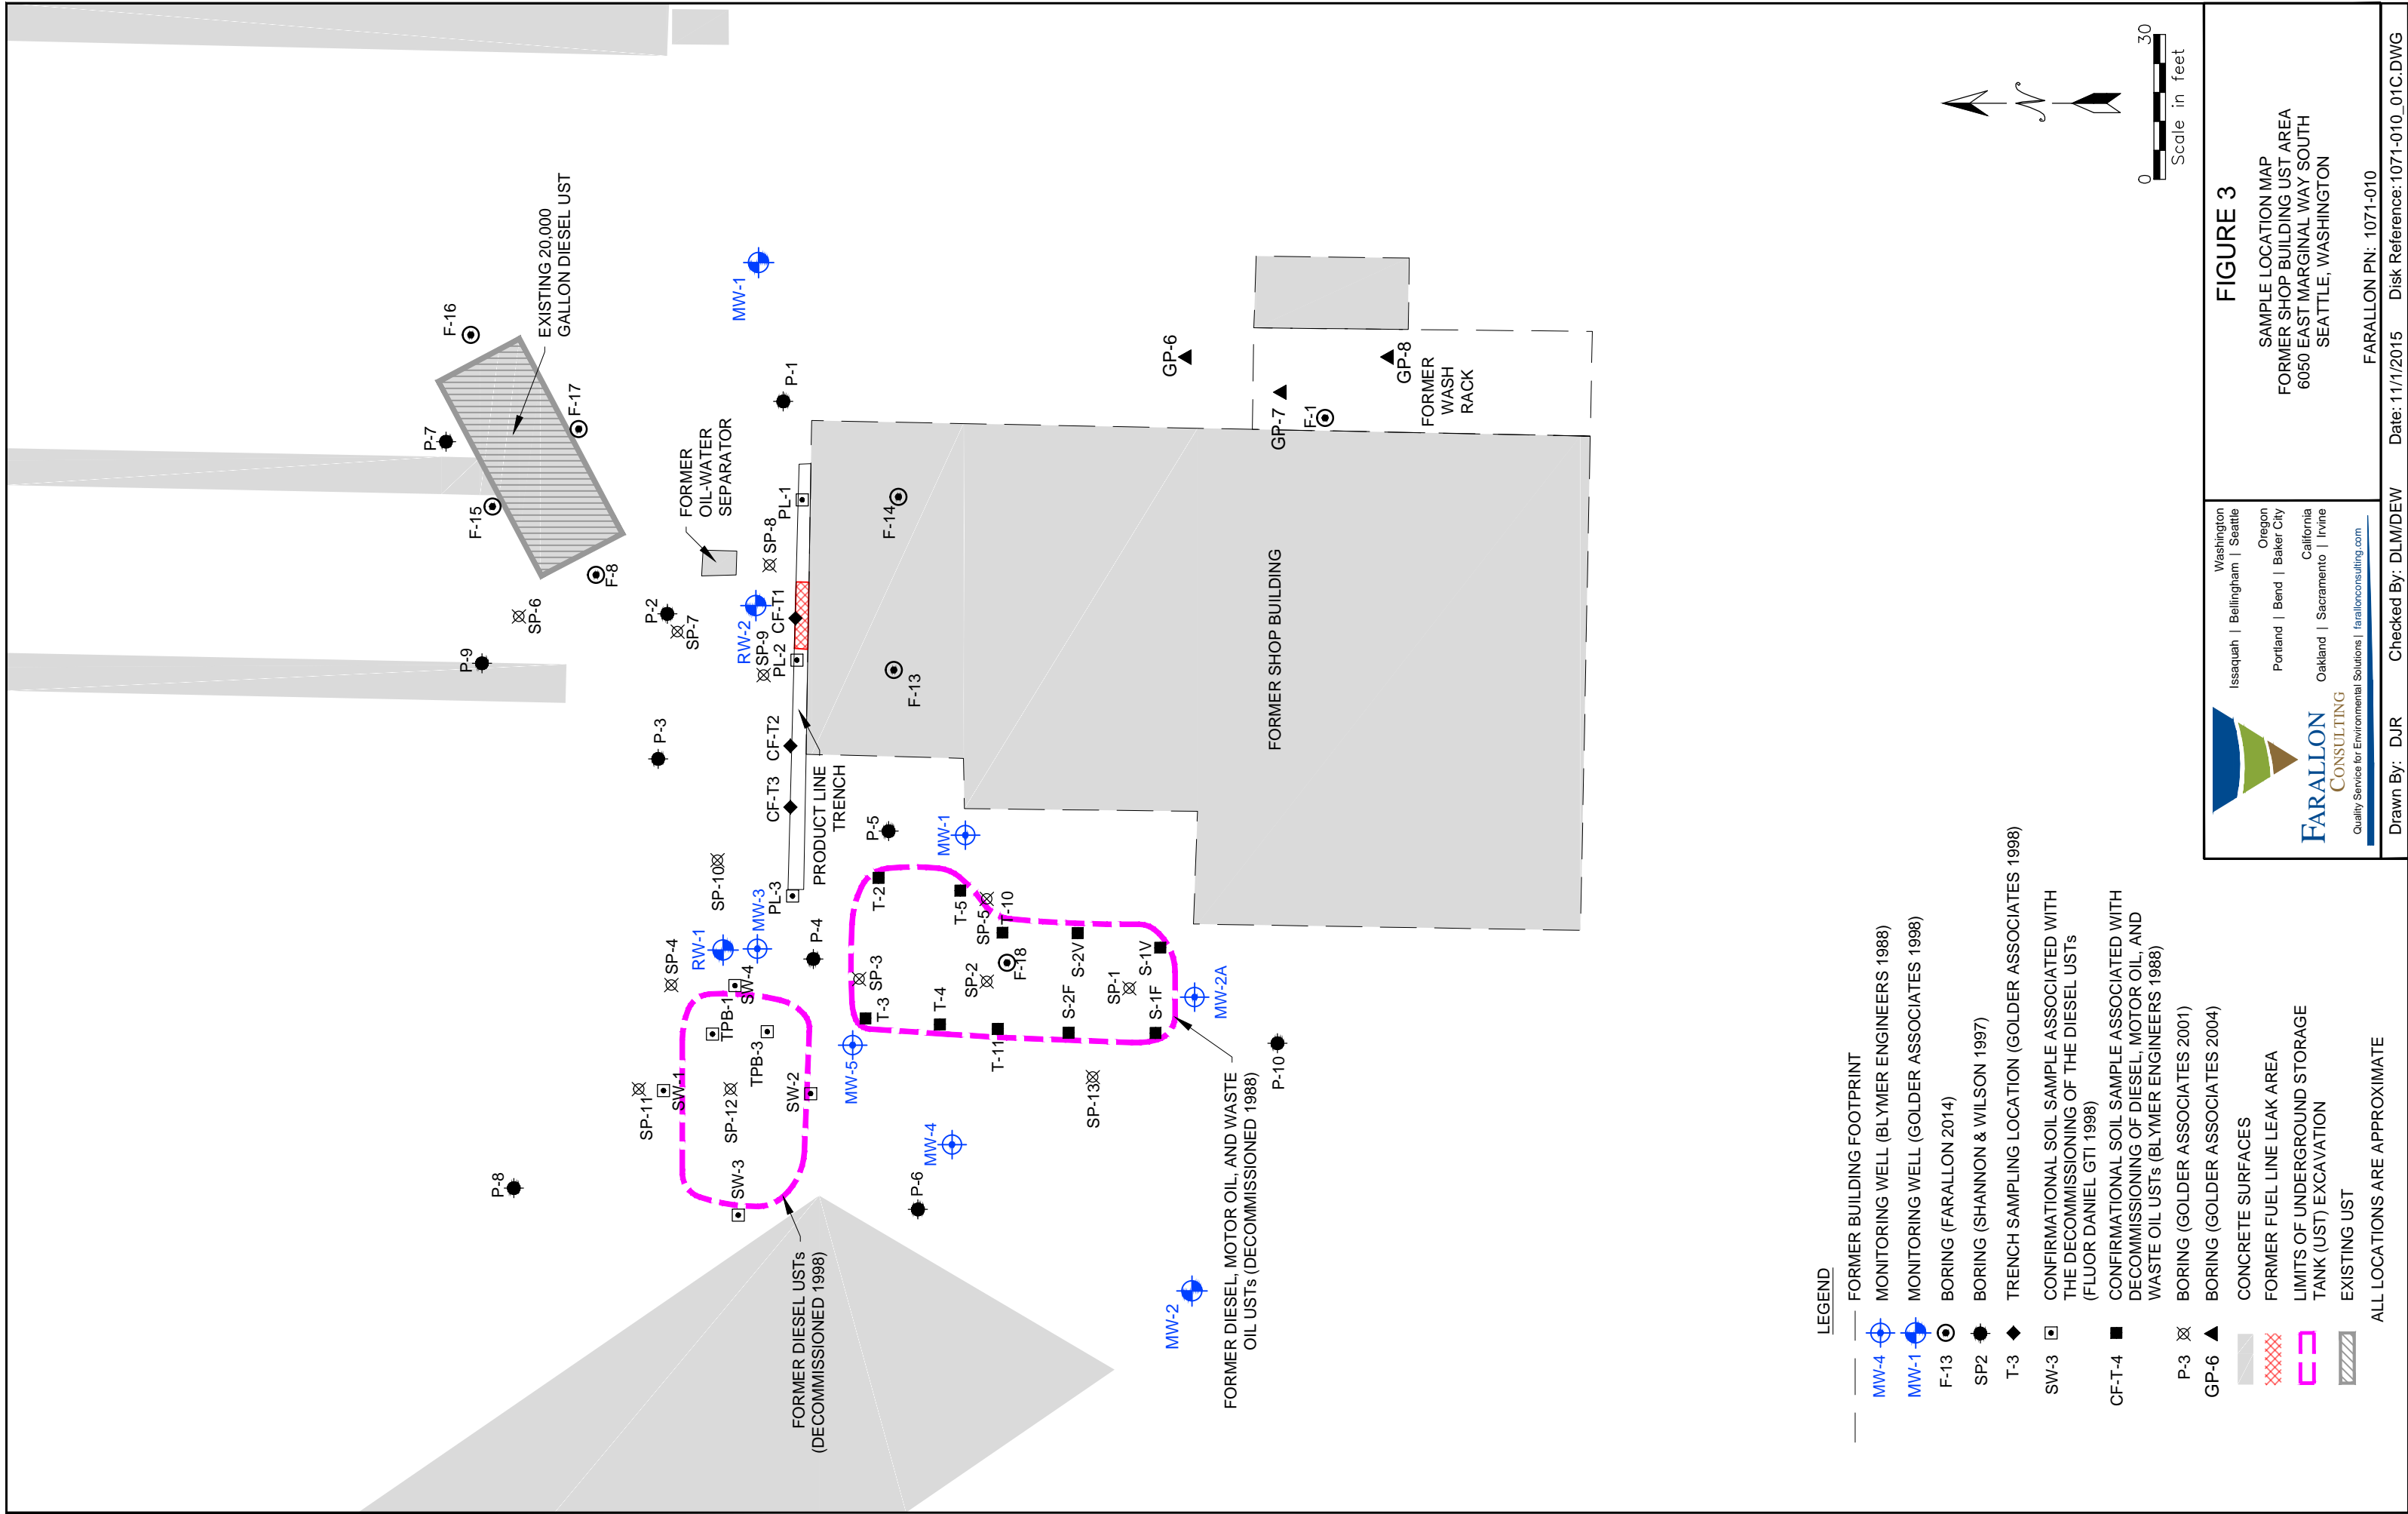 EXISTING 20,000
GALLON DIESEL UST
F-16
P-7
F-17
F-15
F-8
SP-6
P-9
P-2
SP-7
P-3
FORMER
OIL-WATER
SEPARATOR
MW-1
P-1
PL-1
SP-8
RW-2
CF-T1
SP-9
PL-2
CF-T2
CF-T3
PRODUCT LINE
TRENCH
PL-3
SP-10
MW-3
RW-1
SP-4
SW-4
TPB-1
TPB-3
SW-1
SP-11
SP-12
SW-2
SW-3
P-8
FORMER DIESEL USTs
(DECOMMISSIONED 1998)
P-4
P-5
MW-1
T-2
T-5
SP-5
T-10
SP-3
T-3
T-4
SP-2
F-18
T-11
S-2V
S-2F
S-1V
SP-1
S-1F
MW-2A
MW-5
MW-4
P-6
SP-13
P-10
MW-2
FORMER DIESEL, MOTOR OIL, AND WASTE
OIL USTs (DECOMMISSIONED 1988)
F-14
F-13
FORMER SHOP BUILDING
GP-6
GP-7
F-1
GP-8
FORMER
WASH
RACK
N
0
30
Scale in feet
LEGEND
FORMER BUILDING FOOTPRINT
MW-4 MONITORING WELL (BLYMER ENGINEERS 1988)
MW-1 MONITORING WELL (GOLDER ASSOCIATES 1998)
F-13 BORING (FARALLON 2014)
SP2 BORING (SHANNON & WILSON 1997)
T-3 TRENCH SAMPLING LOCATION (GOLDER ASSOCIATES 1998)
SW-3 CONFIRMATIONAL SOIL SAMPLE ASSOCIATED WITH
THE DECOMMISSIONING OF THE DIESEL USTs
(FLUOR DANIEL GTI 1998)
CF-T-4 CONFIRMATIONAL SOIL SAMPLE ASSOCIATED WITH
DECOMMISSIONING OF DIESEL, MOTOR OIL, AND
WASTE OIL USTs (BLYMER ENGINEERS 1988)
P-3 BORING (GOLDER ASSOCIATES 2001)
GP-6 BORING (GOLDER ASSOCIATES 2004)
CONCRETE SURFACES
FORMER FUEL LINE LEAK AREA
LIMITS OF UNDERGROUND STORAGE
TANK (UST) EXCAVATION
EXISTING UST
ALL LOCATIONS ARE APPROXIMATE
FARALLON
CONSULTING
Quality Service for Environmental Solutions | farallonconsulting.com
Washington
Issaquah | Bellingham | Seattle
Oregon
Portland | Bend | Baker City
California
Oakland | Sacramento | Irvine
FIGURE 3
SAMPLE LOCATION MAP
FORMER SHOP BUILDING UST AREA
6050 EAST MARGINAL WAY SOUTH
SEATTLE, WASHINGTON
FARALLON PN: 1071-010
Drawn By: DJR Checked By: DLM/DEW Date: 11/1/2015 Disk Reference:1071-010_01C.DWG